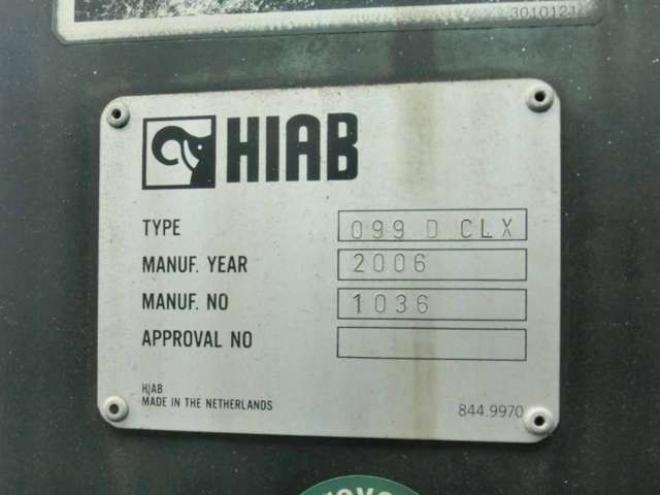 3010121
HIAB
TYPE 099 D CLX
MANUF. YEAR 2006
MANUF. NO 1036
APPROVAL NO
HIAB
MADE IN THE NETHERLANDS
844.9970